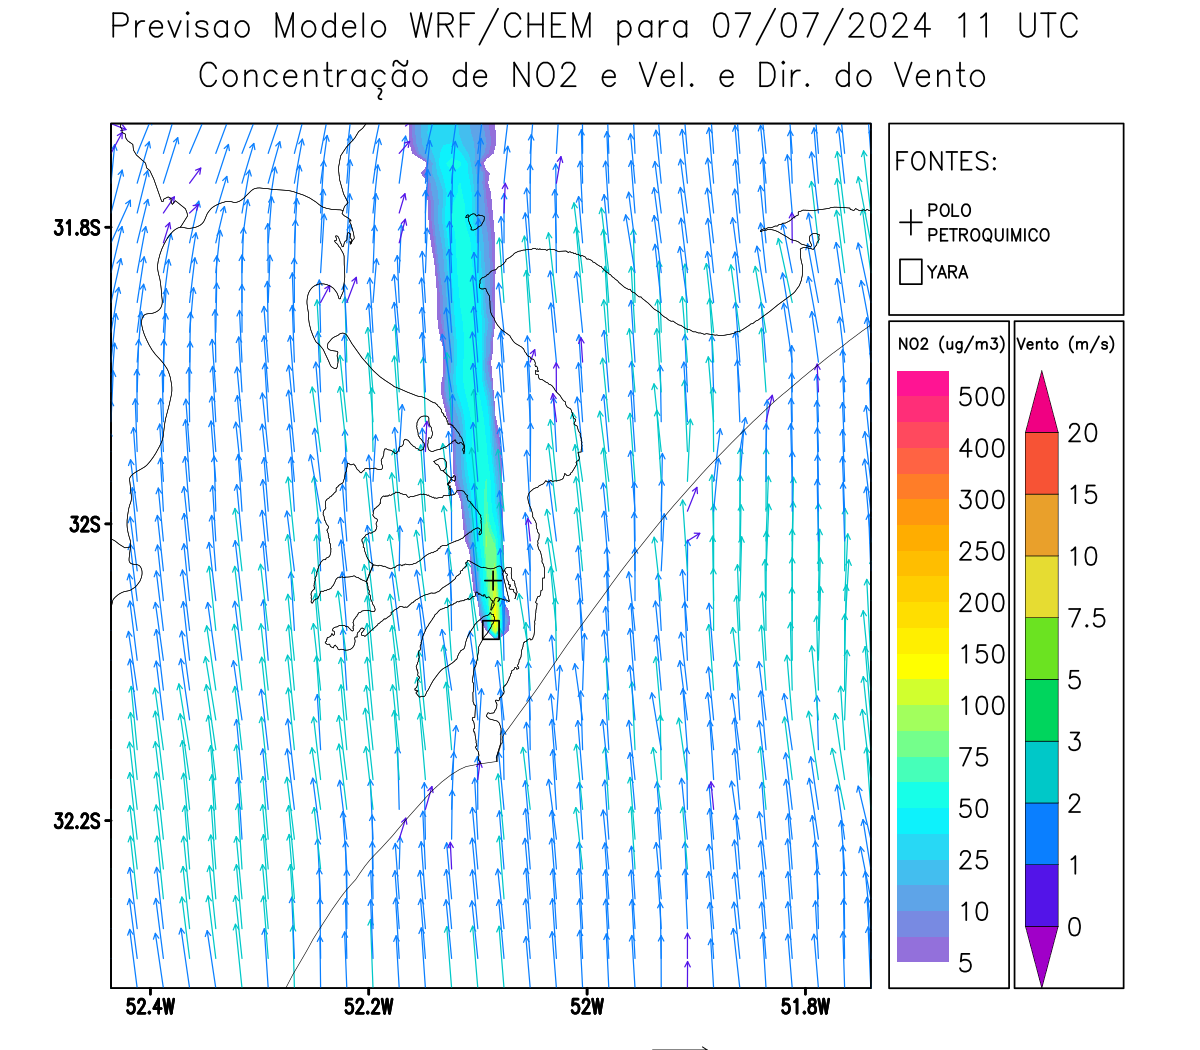 Previsao Modelo WRF/CHEM para 07/07/2024 11 UTC
Concentração de NO2 e Vel. e Dir. do Vento
FONTES:
POLO
PETROQUIMICO
YARA
NO2 (ug/m3)
500
400
300
250
200
150
100
75
50
25
10
5
Vento (m/s)
20
15
10
7.5
5
3
2
1
0
31.8S
32S
32.2S
52.4W
52.2W
52W
51.8W